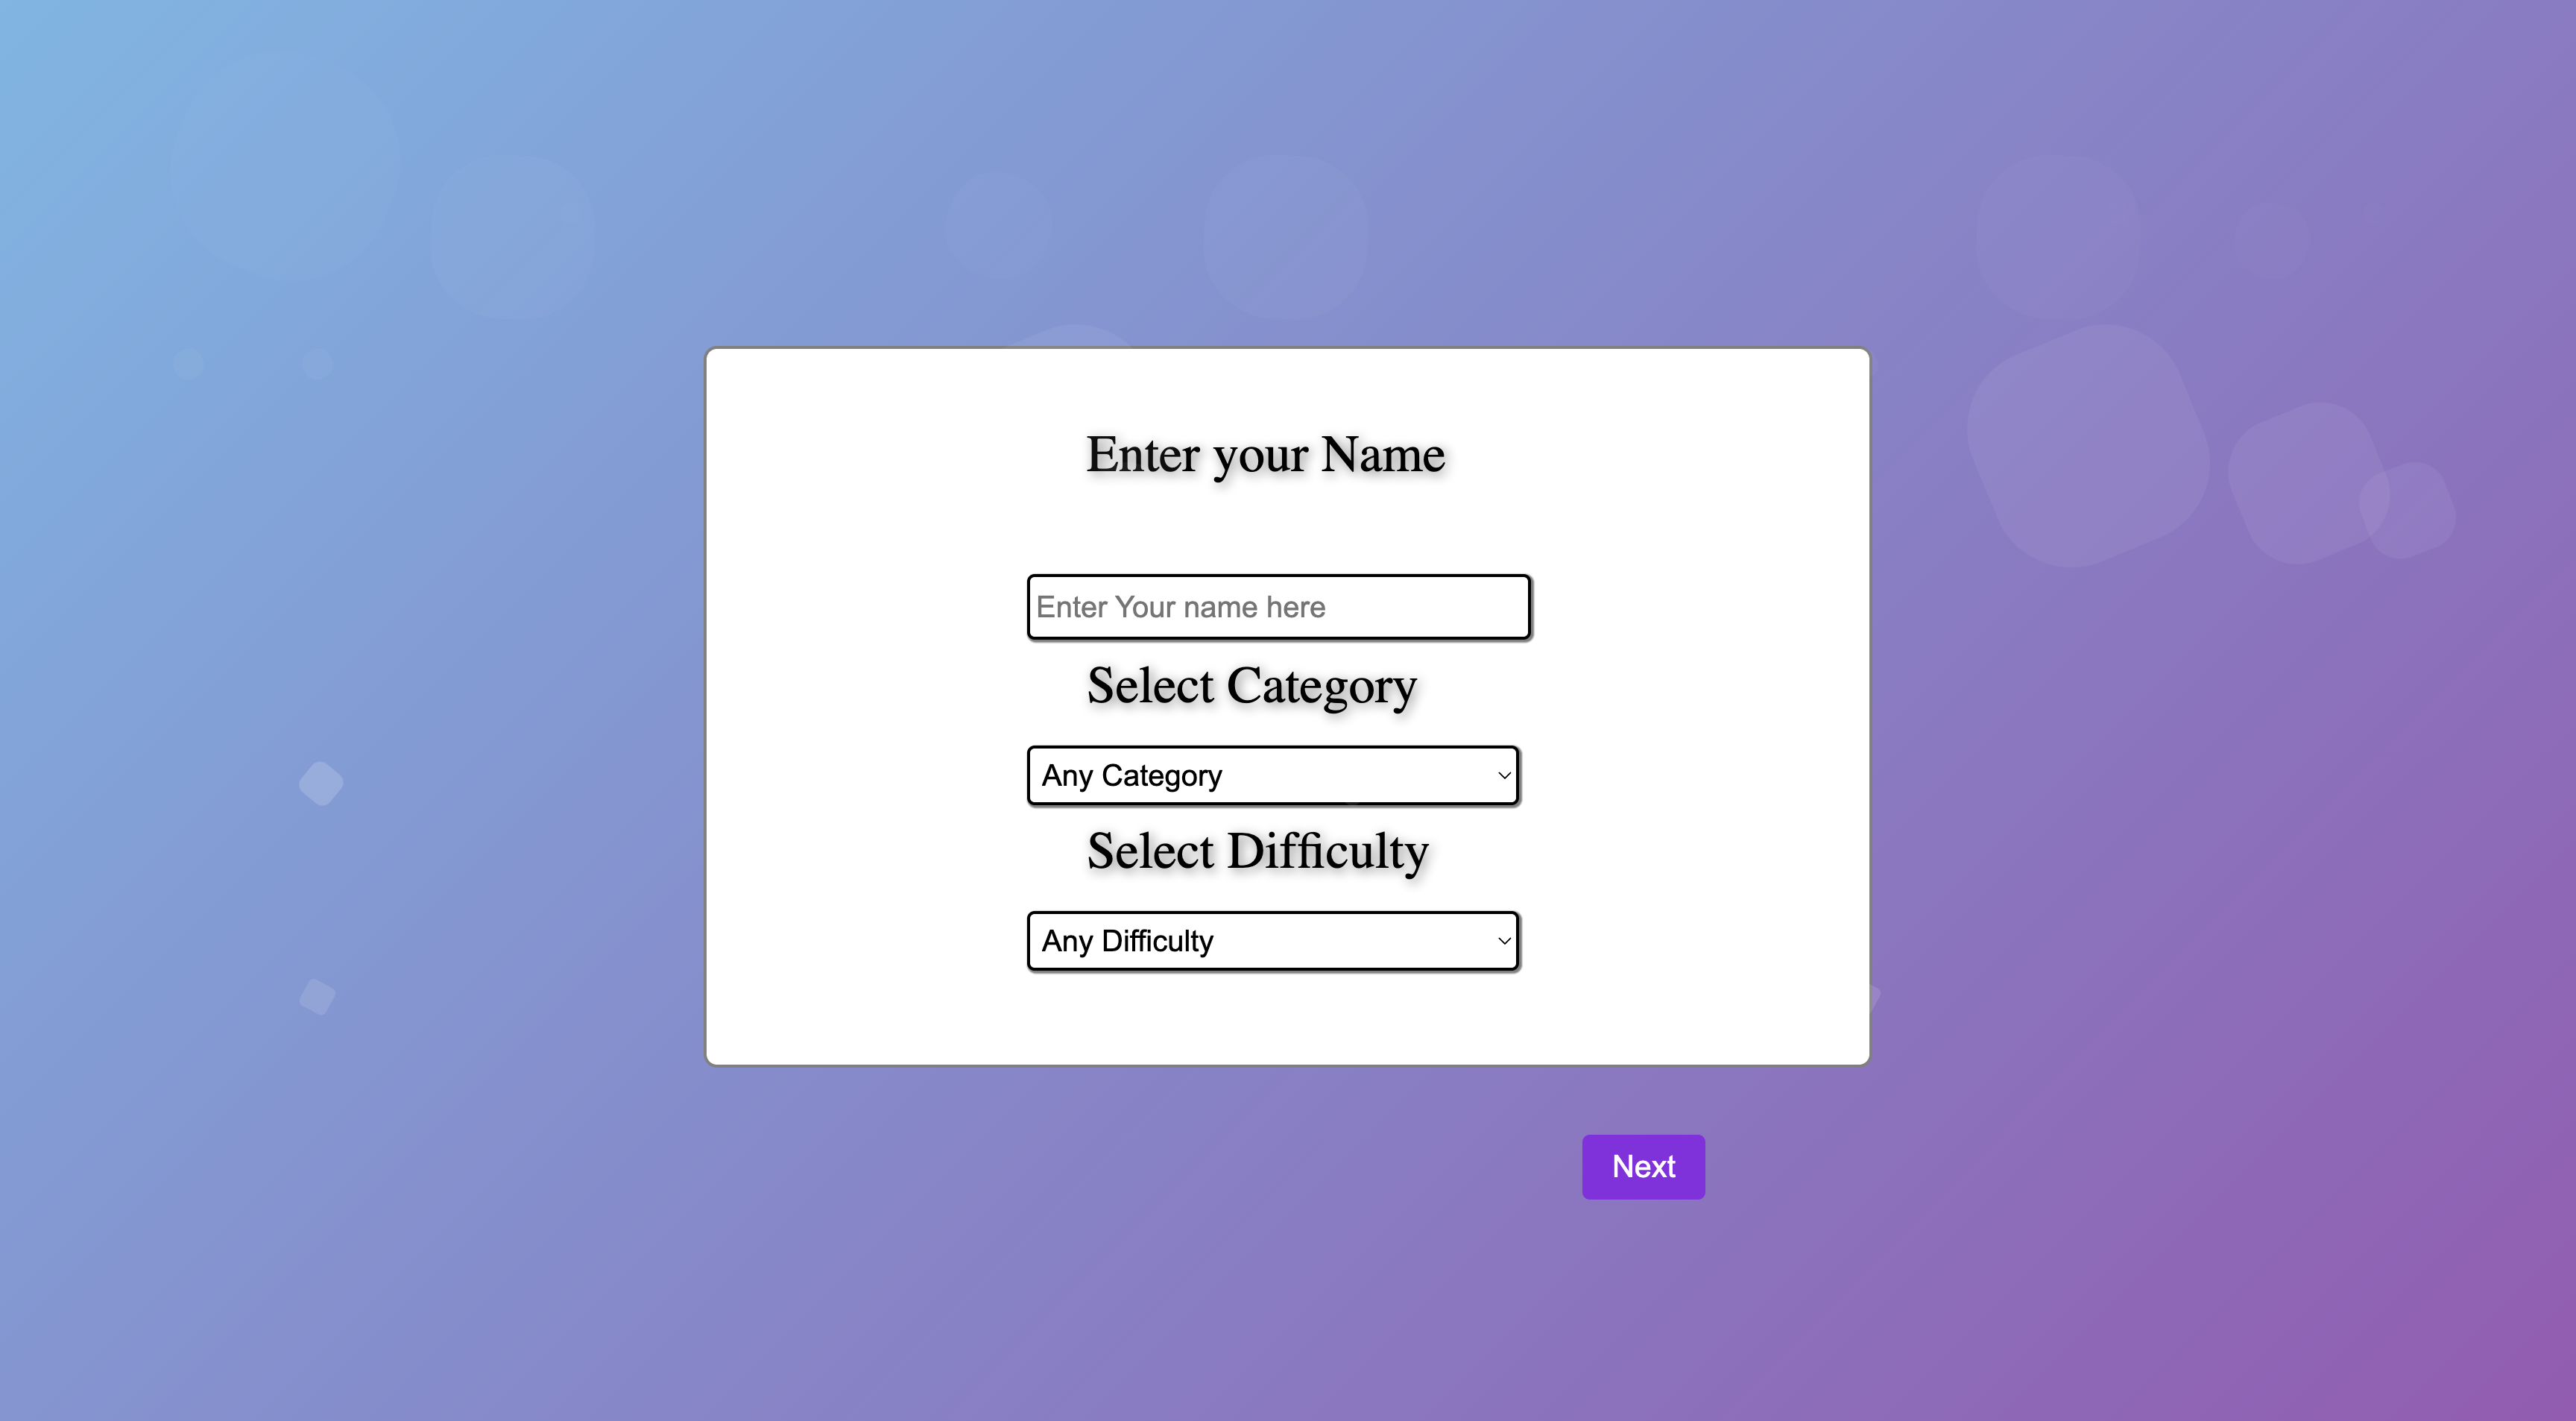 Enter your Name
Enter Your name here
Select Category
Any Category
Select Difficulty
Any Difficulty
Next